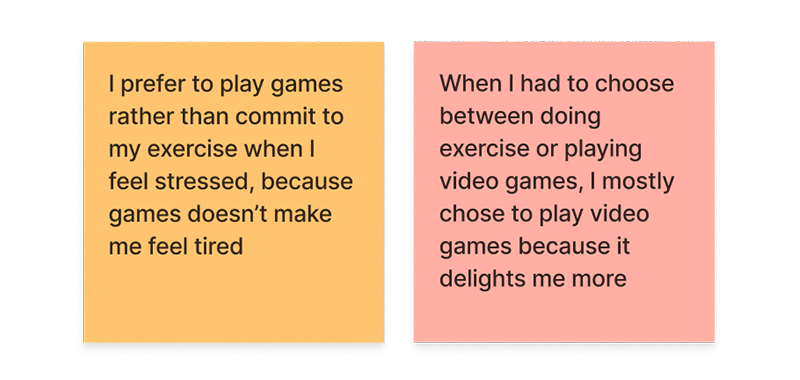 I prefer to play games
rather than commit to
my exercise when I
feel stressed, because
games doesn’t make
me feel tired
When I had to choose
between doing
exercise or playing
video games, I mostly
chose to play video
games because it
delights me more